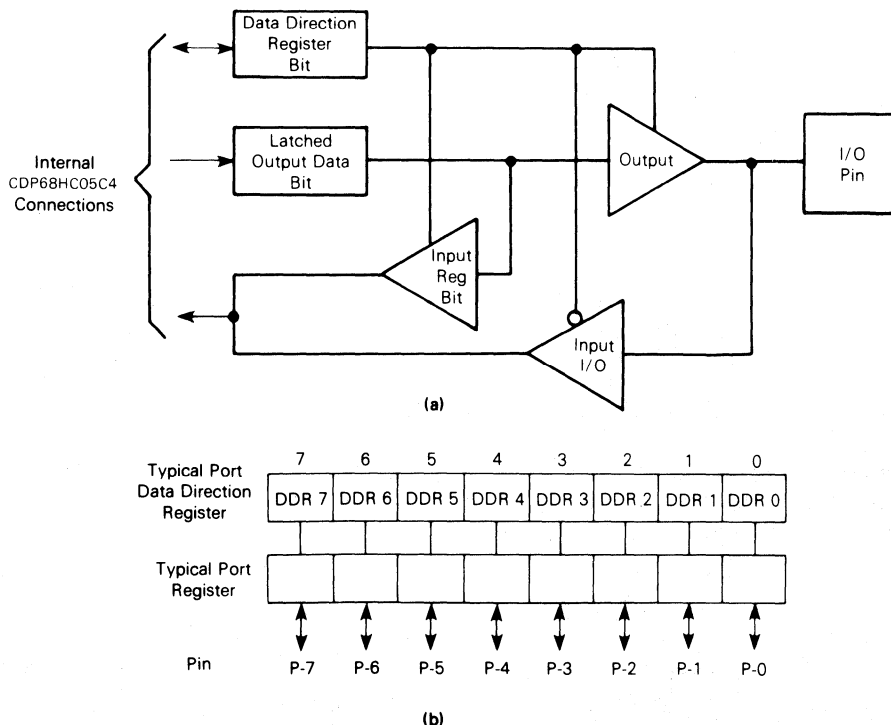 Data Direction
Register
Bit
Latched
Output Data
Bit
Internal
CDP68HC05C4
Connections
Output
I/O
Pin
Input
Reg
Bit
Input
I/O
(a)
7 6 5 4 3 2 1 0
Typical Port
Data Direction
Register
DDR 7 DDR 6 DDR 5 DDR 4 DDR 3 DDR 2 DDR 1 DDR 0
Typical Port
Register
Pin P-7 P-6 P-5 P-4 P-3 P-2 P-1 P-0
(b)